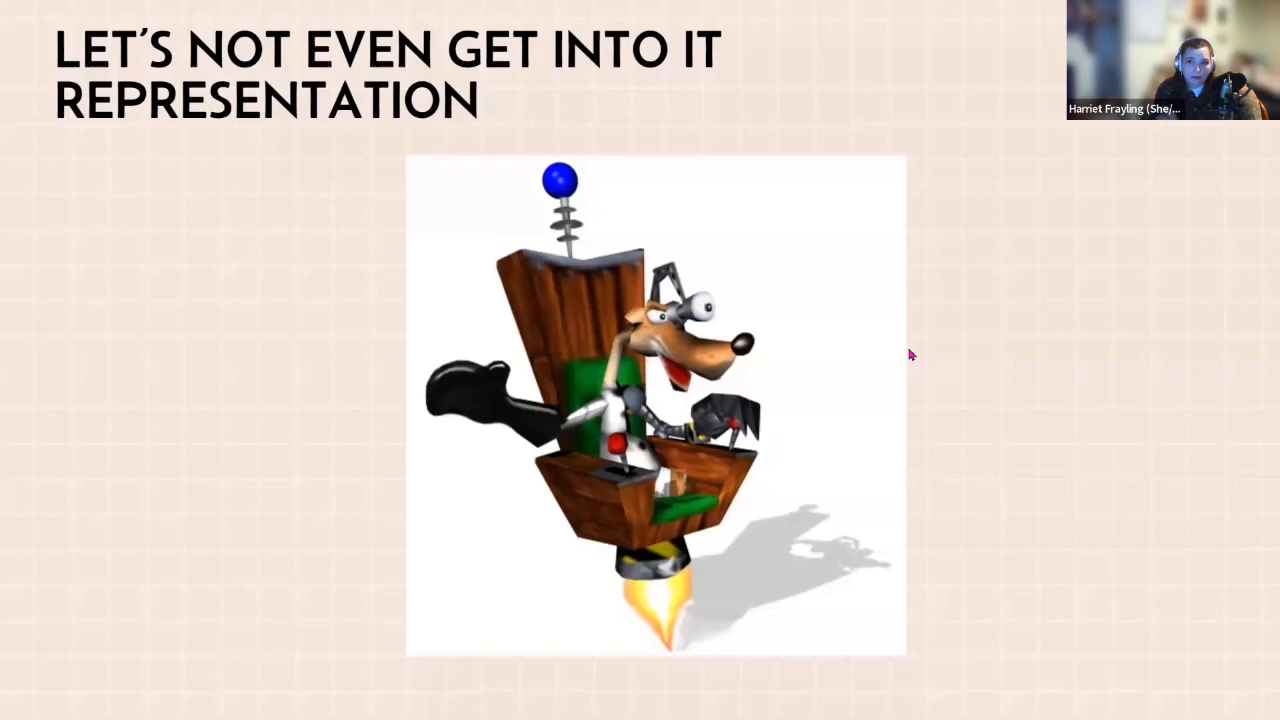 LET'S NOT EVEN GET INTO IT
REPRESENTATION
Harriet Frayling (She/...